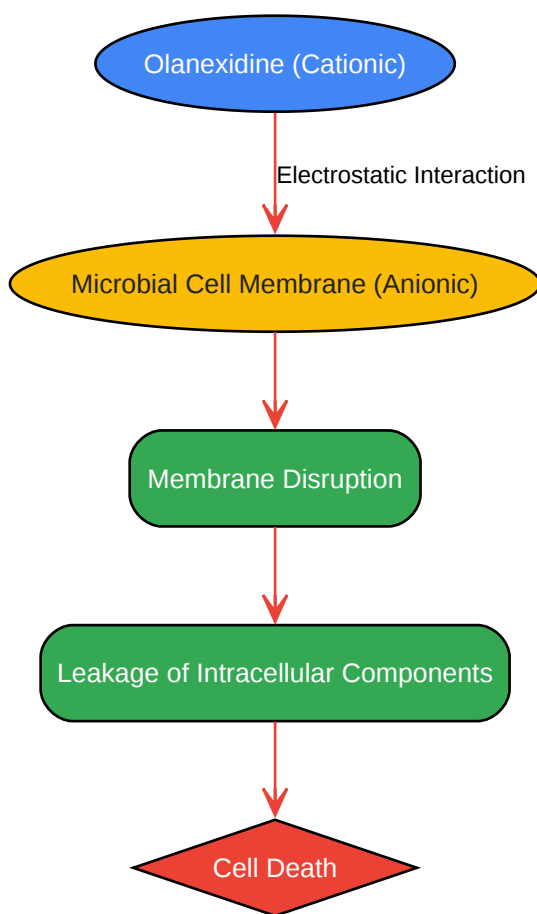 Olanexidine (Cationic)
Electrostatic Interaction
Microbial Cell Membrane (Anionic)
Membrane Disruption
Leakage of Intracellular Components
Cell Death